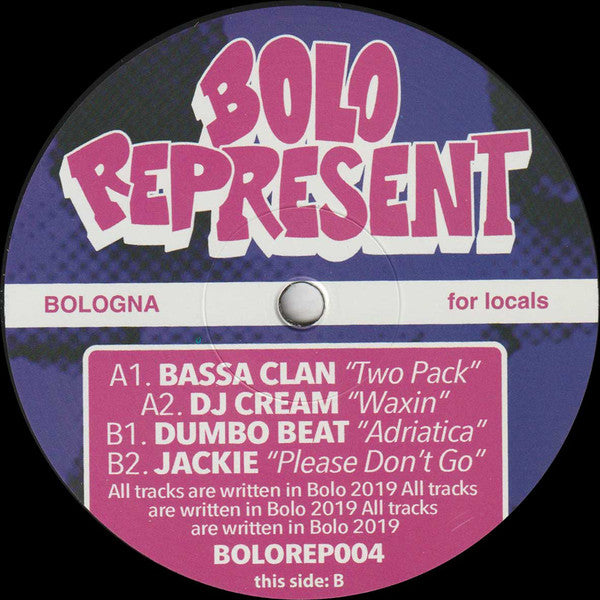 BOLO
REPRESENT
BOLOGNA for locals
A1. BASSA CLAN "Two Pack"
A2. DJ CREAM "Waxin"
B1. DUMBO BEAT "Adriatica"
B2. JACKIE "Please Don't Go"
All tracks are written in Bolo 2019 All tracks
are written in Bolo 2019 All tracks
are written in Bolo 2019
BOLOREP004
this side: B